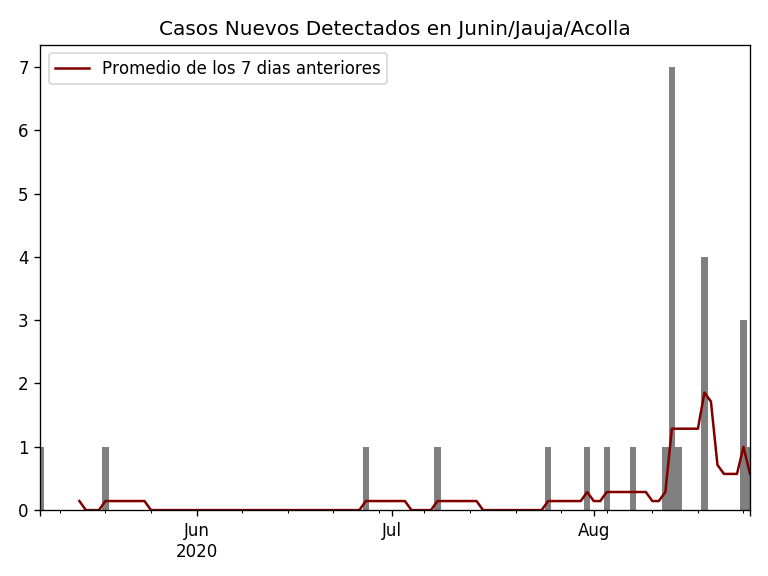 Casos Nuevos Detectados en Junin/Jauja/Acolla
Promedio de los 7 dias anteriores
7
6
5
4
3
2
1
0
Jun
2020
Jul
Aug